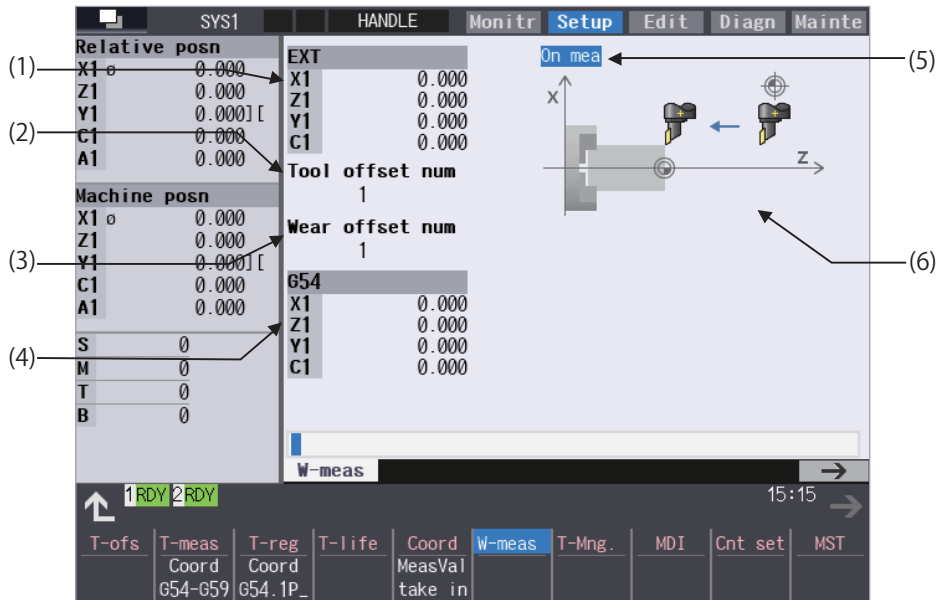 SYS1 HANDLE Monitr Setup Edit Diagn Mainte
Relative posn
X1 ø 0.000
Z1 0.000
Y1 0.000][
C1 0.000
A1 0.000
Machine posn
X1 ø 0.000
Z1 0.000
Y1 0.000][
C1 0.000
A1 0.000
S 0
M 0
T 0
B 0
EXT
X1 0.000
Z1 0.000
Y1 0.000
C1 0.000
Tool offset num
1
Wear offset num
1
G54
X1 0.000
Z1 0.000
Y1 0.000
C1 0.000
On mea
X
Z
(1)
(2)
(3)
(4)
(5)
(6)
W-meas
1 RDY 2 RDY 15:15
T-ofs T-meas T-reg T-life Coord W-meas T-Mng. MDI Cnt set MST
Coord Coord MeasVal
G54-G59 G54.1P_ take in